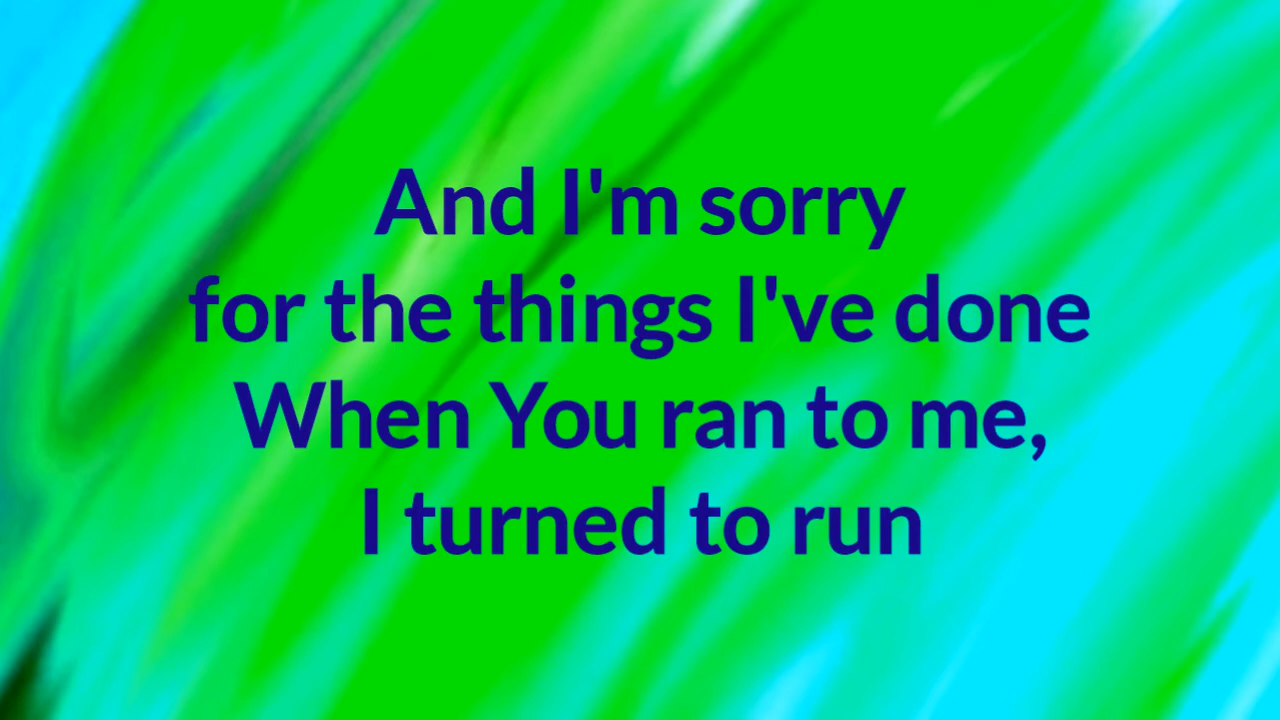 And I'm sorry
for the things I've done
When You ran to me,
I turned to run